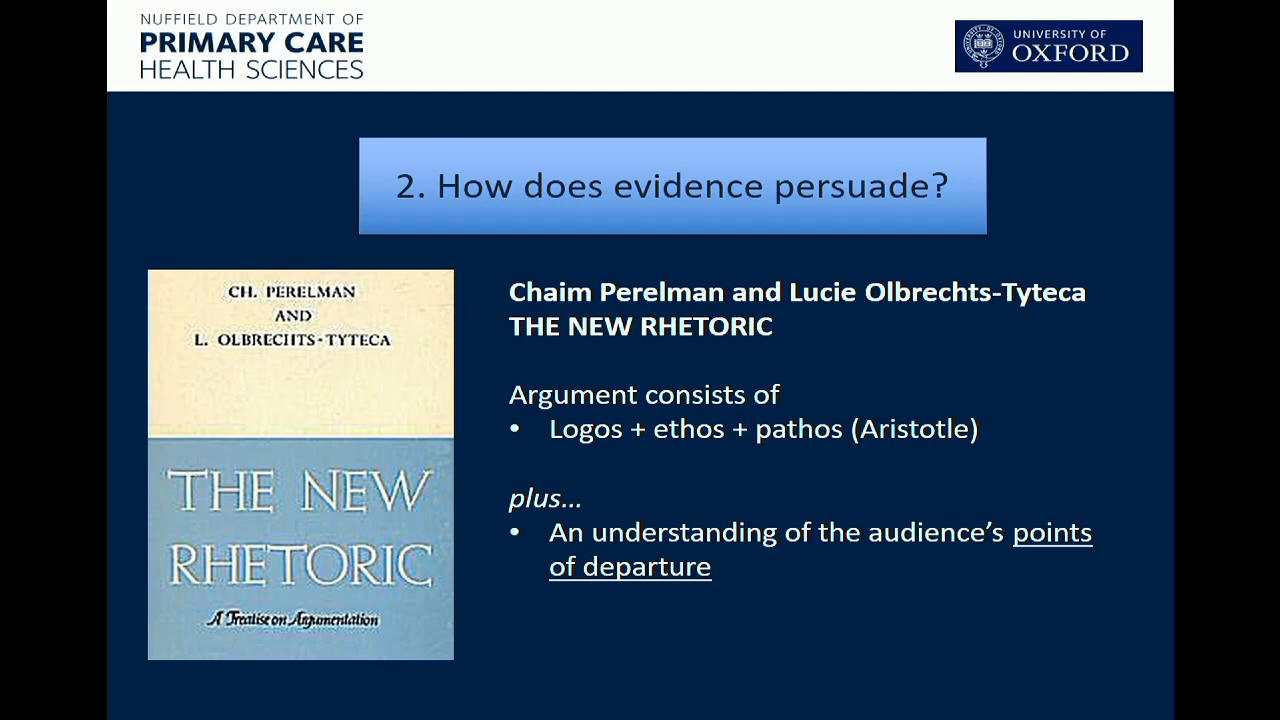 NUFFIELD DEPARTMENT OF
PRIMARY CARE
HEALTH SCIENCES
UNIVERSITY OF
OXFORD
2. How does evidence persuade?
CH. PERELMAN
AND
L. OLBRECHTS-TYTECA
THE NEW
RHETORIC
A Treatise on Argumentation
Chaim Perelman and Lucie Olbrechts-Tyteca
THE NEW RHETORIC
Argument consists of
• Logos + ethos + pathos (Aristotle)
plus...
• An understanding of the audience’s points
of departure